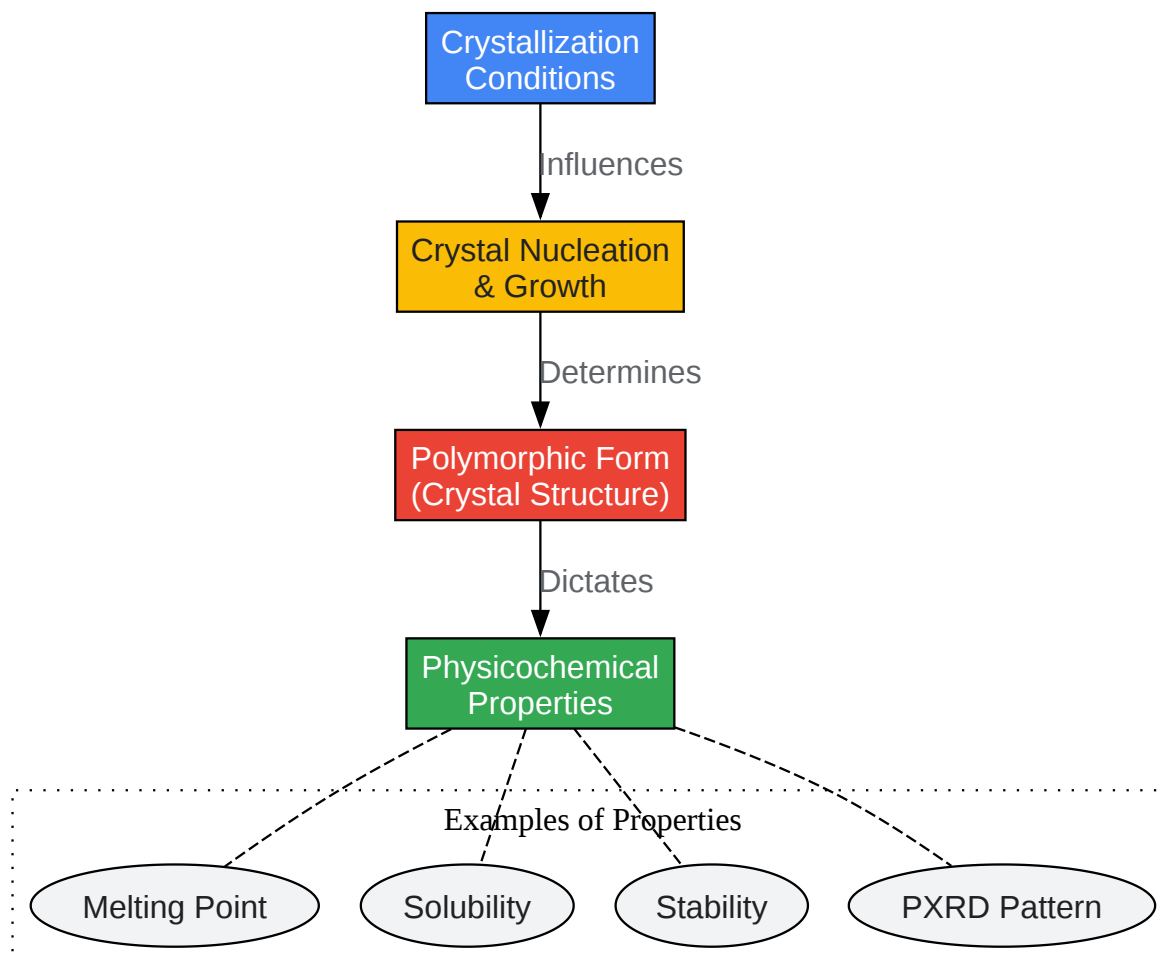 Crystallization
Conditions
Influences
Crystal Nucleation
& Growth
Determines
Polymorphic Form
(Crystal Structure)
Dictates
Physicochemical
Properties
Examples of Properties
Melting Point
Solubility
Stability
PXRD Pattern